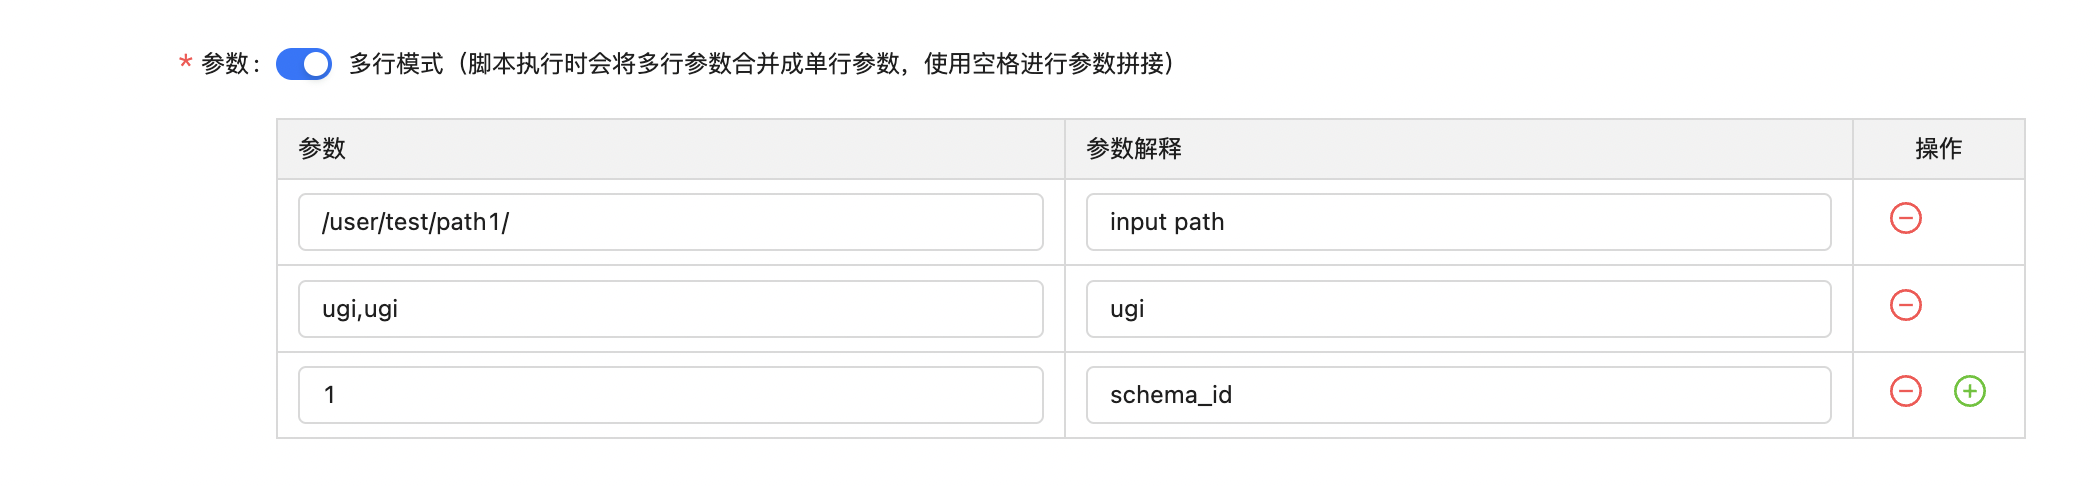 * 参数： 多行模式（脚本执行时会将多行参数合并成单行参数，使用空格进行参数拼接）
参数 参数解释 操作
/user/test/path1/ input path
ugi,ugi ugi
1 schema_id